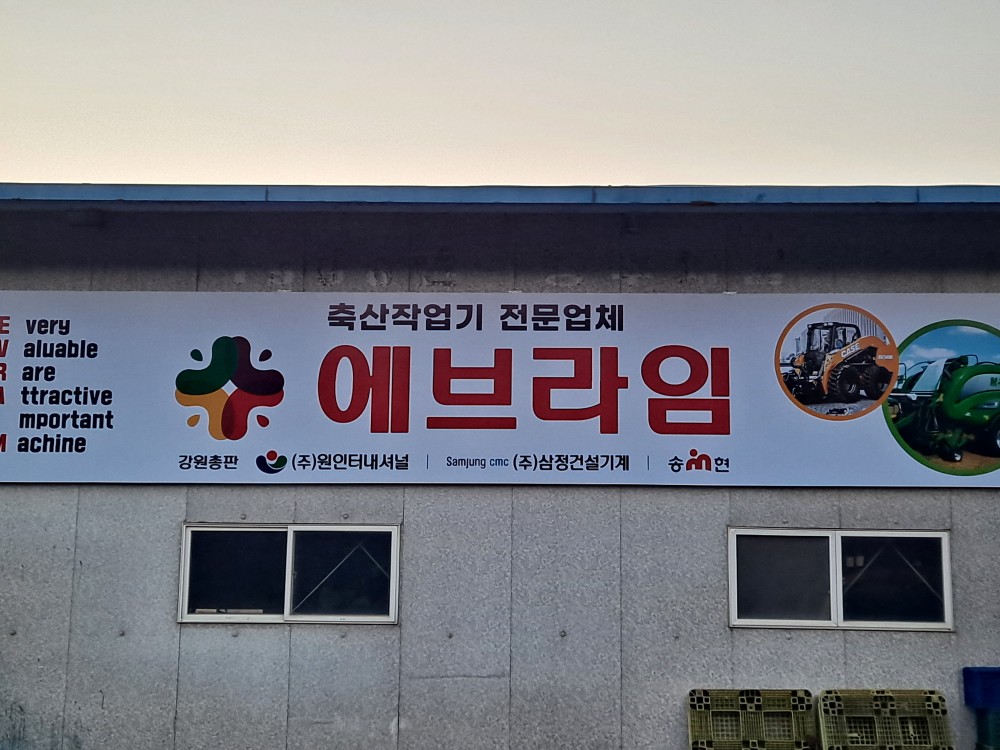 E very
V aluable
R are
A ttractive
mportant
M achine
축산작업기 전문업체
에브라임
강원총판 (주)원인터내셔널 | Samjung cmc (주)삼정건설기계 | 송 현
CASE